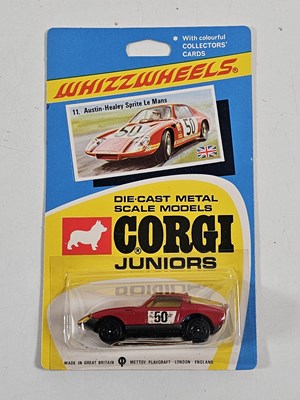 With colourful
COLLECTORS'
CARDS
WHIZZWHEELS®
11. Austin-Healey Sprite Le Mans
50
DIE-CAST METAL
SCALE MODELS
CORGI®
JUNIORS
50
MADE IN GREAT BRITAIN METTOY, PLAYCRAFT · LONDON · ENGLAND